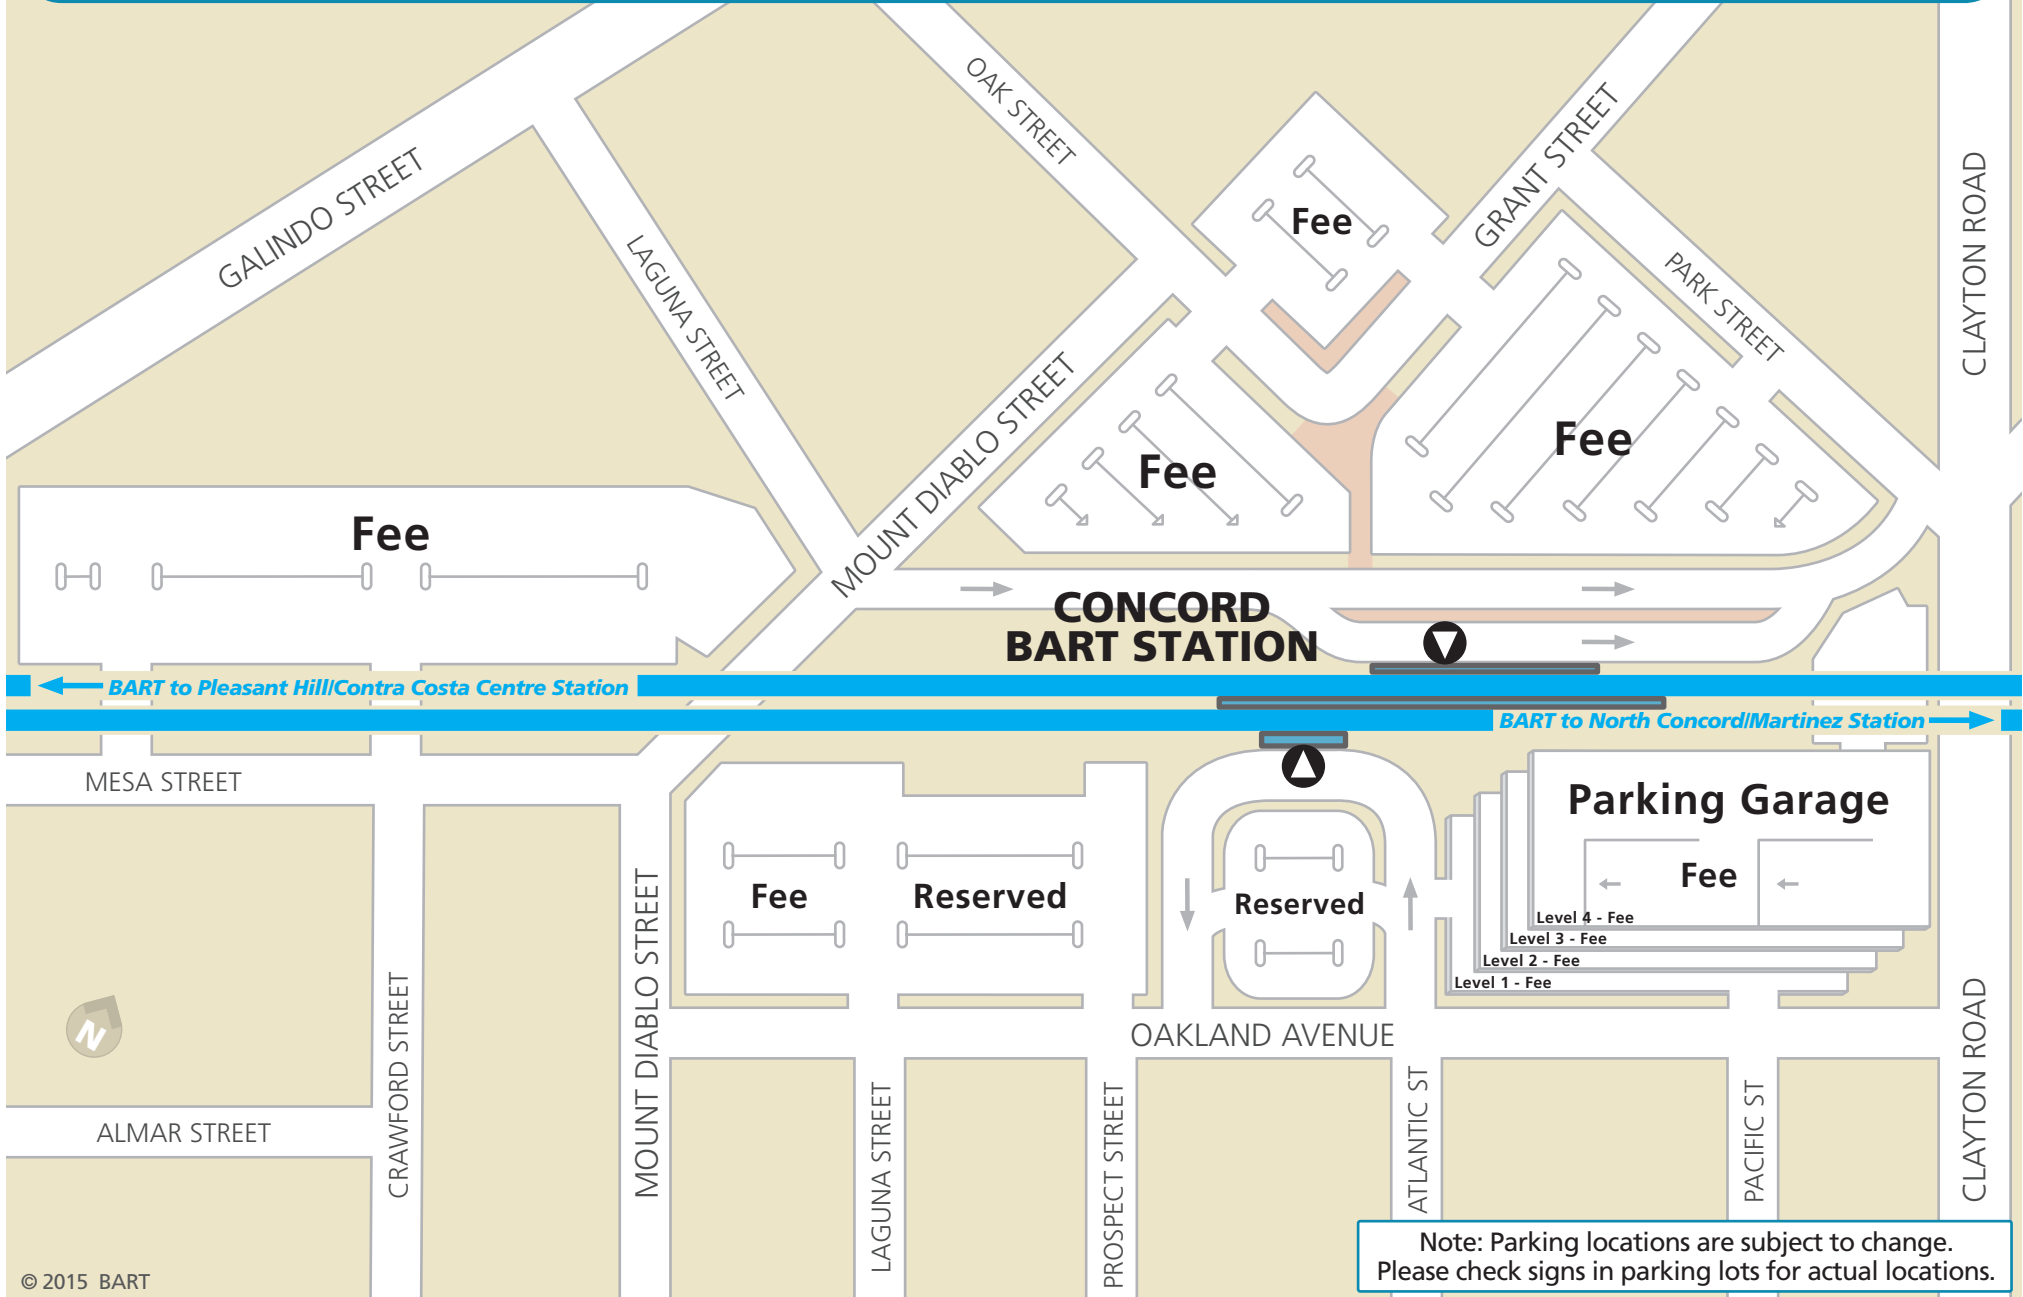 OAK STREET
GRANT STREET
CLAYTON ROAD
GALINDO STREET
Fee
LAGUNA STREET
PARK STREET
MOUNT DIABLO STREET
Fee
Fee
Fee
CONCORD
BART STATION
BART to Pleasant Hill/Contra Costa Centre Station
BART to North Concord/Martinez Station
MESA STREET
Parking Garage
Fee
Level 4 - Fee
Level 3 - Fee
Level 2 - Fee
Level 1 - Fee
Fee
Reserved
Reserved
MOUNT DIABLO STREET
CRAWFORD STREET
N
OAKLAND AVENUE
CLAYTON ROAD
ALMAR STREET
LAGUNA STREET
PROSPECT STREET
ATLANTIC ST
PACIFIC ST
Note: Parking locations are subject to change.
Please check signs in parking lots for actual locations.
© 2015 BART